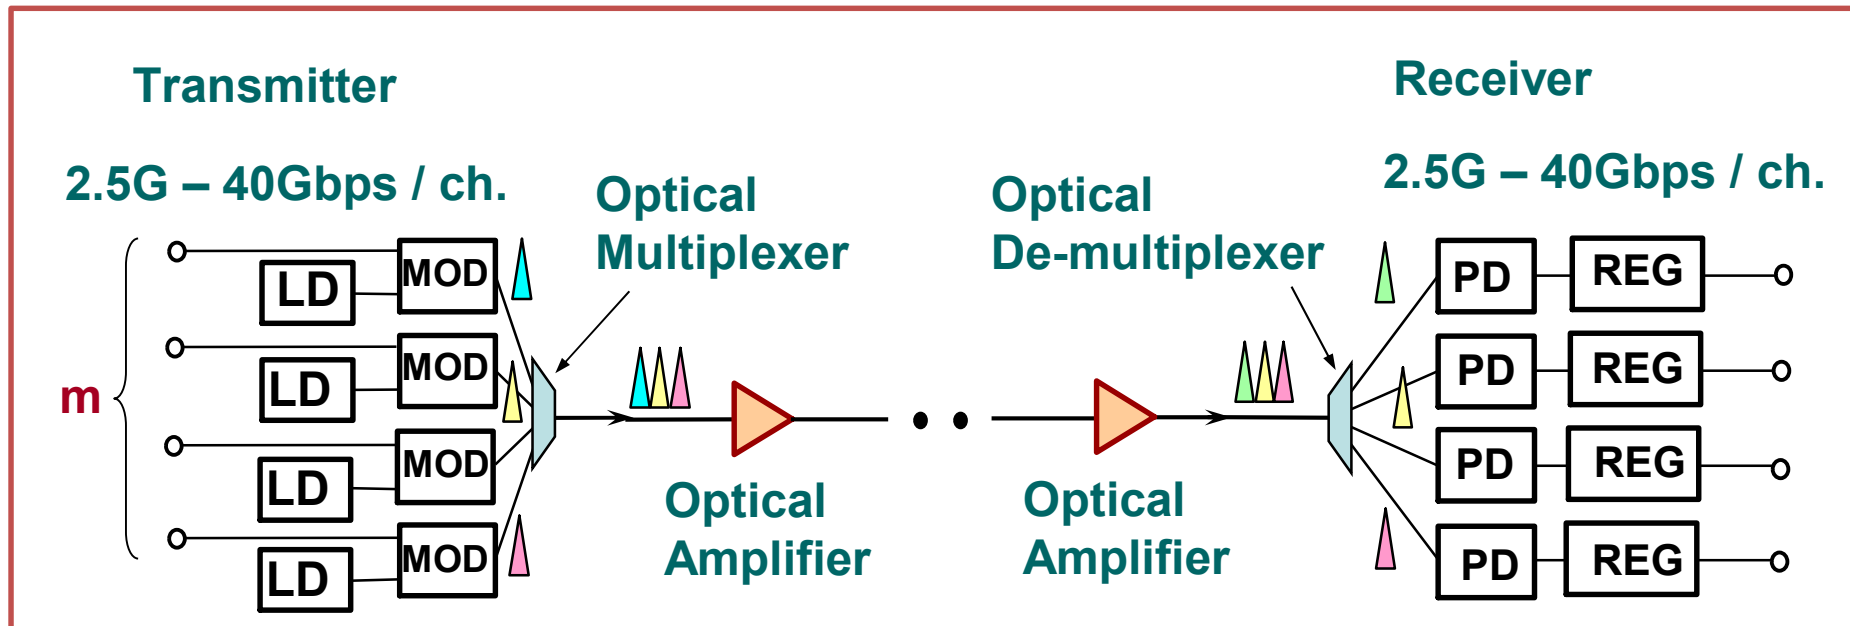 Transmitter
Receiver
2.5G – 40Gbps / ch.
2.5G – 40Gbps / ch.
Optical
Multiplexer
Optical
De-multiplexer
m
LD
MOD
LD
MOD
LD
MOD
LD
MOD
Optical
Amplifier
Optical
Amplifier
PD
REG
PD
REG
PD
REG
PD
REG